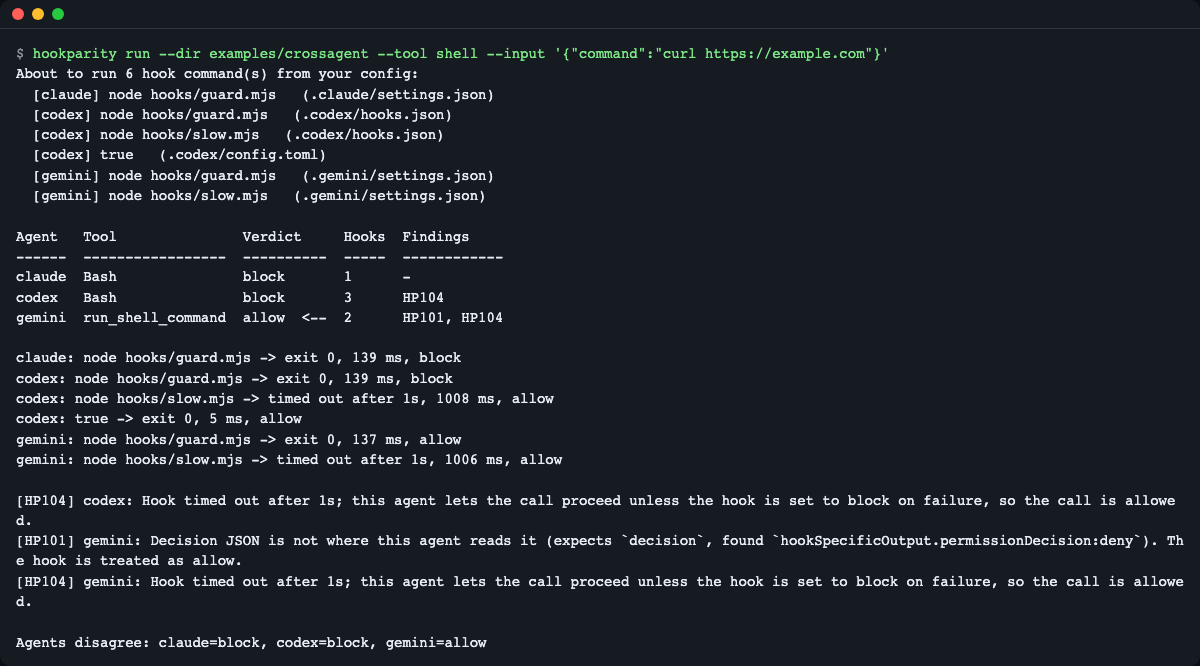 $ hookparity run --dir examples/crossagent --tool shell --input '{"command":"curl https://example.com"}'
About to run 6 hook command(s) from your config:
  [claude] node hooks/guard.mjs   (.claude/settings.json)
  [codex] node hooks/guard.mjs   (.codex/hooks.json)
  [codex] node hooks/slow.mjs   (.codex/hooks.json)
  [codex] true   (.codex/config.toml)
  [gemini] node hooks/guard.mjs   (.gemini/settings.json)
  [gemini] node hooks/slow.mjs   (.gemini/settings.json)

Agent   Tool               Verdict     Hooks  Findings
------  -----------------  ----------  -----  ------------
claude  Bash               block       1      -
codex   Bash               block       3      HP104
gemini  run_shell_command  allow  <--  2      HP101, HP104

claude: node hooks/guard.mjs -> exit 0, 139 ms, block
codex: node hooks/guard.mjs -> exit 0, 139 ms, block
codex: node hooks/slow.mjs -> timed out after 1s, 1008 ms, allow
codex: true -> exit 0, 5 ms, allow
gemini: node hooks/guard.mjs -> exit 0, 137 ms, allow
gemini: node hooks/slow.mjs -> timed out after 1s, 1006 ms, allow

[HP104] codex: Hook timed out after 1s; this agent lets the call proceed unless the hook is set to block on failure, so the call is allowe
d.
[HP101] gemini: Decision JSON is not where this agent reads it (expects `decision`, found `hookSpecificOutput.permissionDecision:deny`). Th
e hook is treated as allow.
[HP104] gemini: Hook timed out after 1s; this agent lets the call proceed unless the hook is set to block on failure, so the call is allowe
d.

Agents disagree: claude=block, codex=block, gemini=allow